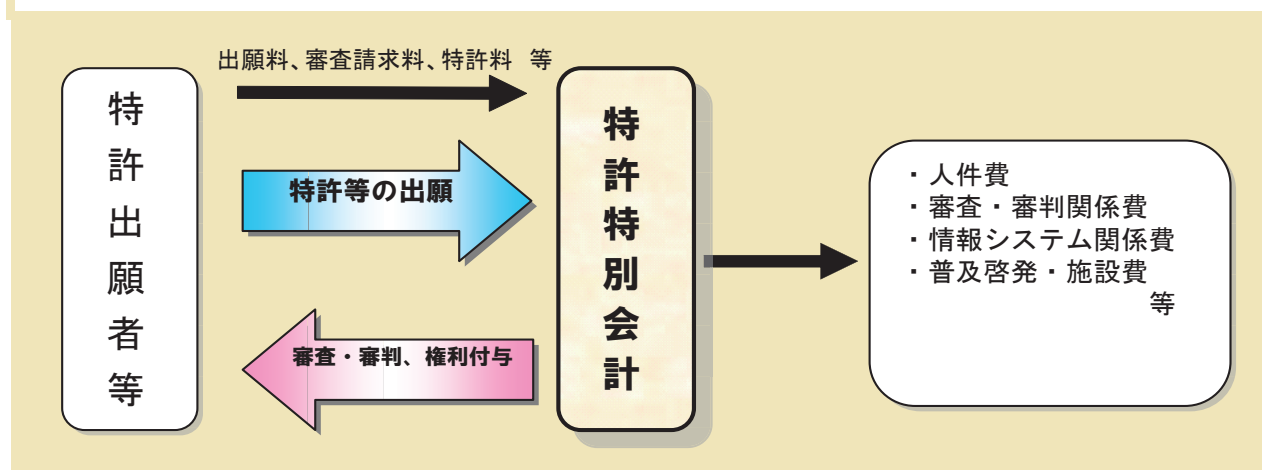 出願料、審査請求料、特許料 等
特許出願者等
特許等の出願
審査・審判、権利付与
特許特別会計
・人件費
・審査・審判関係費
・情報システム関係費
・普及啓発・施設費
等